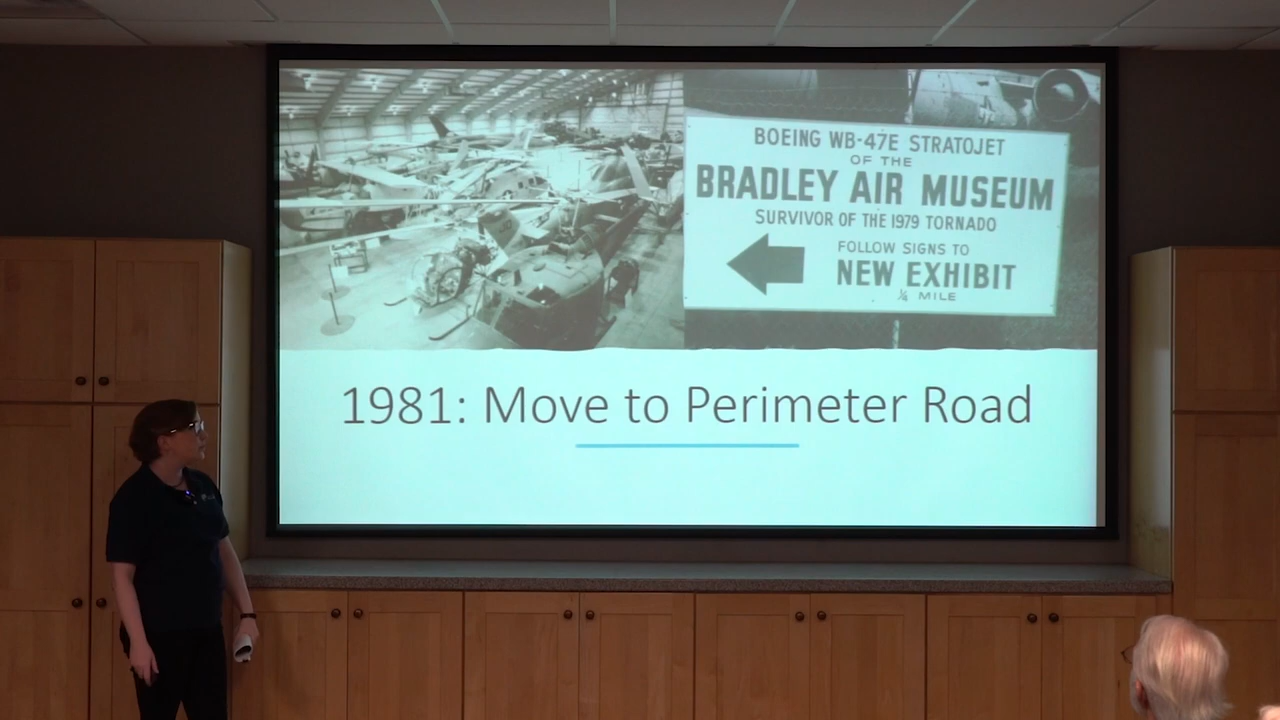 BOEING WB-47E STRATOJET
OF THE
BRADLEY AIR MUSEUM
SURVIVOR OF THE 1979 TORNADO
FOLLOW SIGNS TO
NEW EXHIBIT
¼ MILE
1981: Move to Perimeter Road